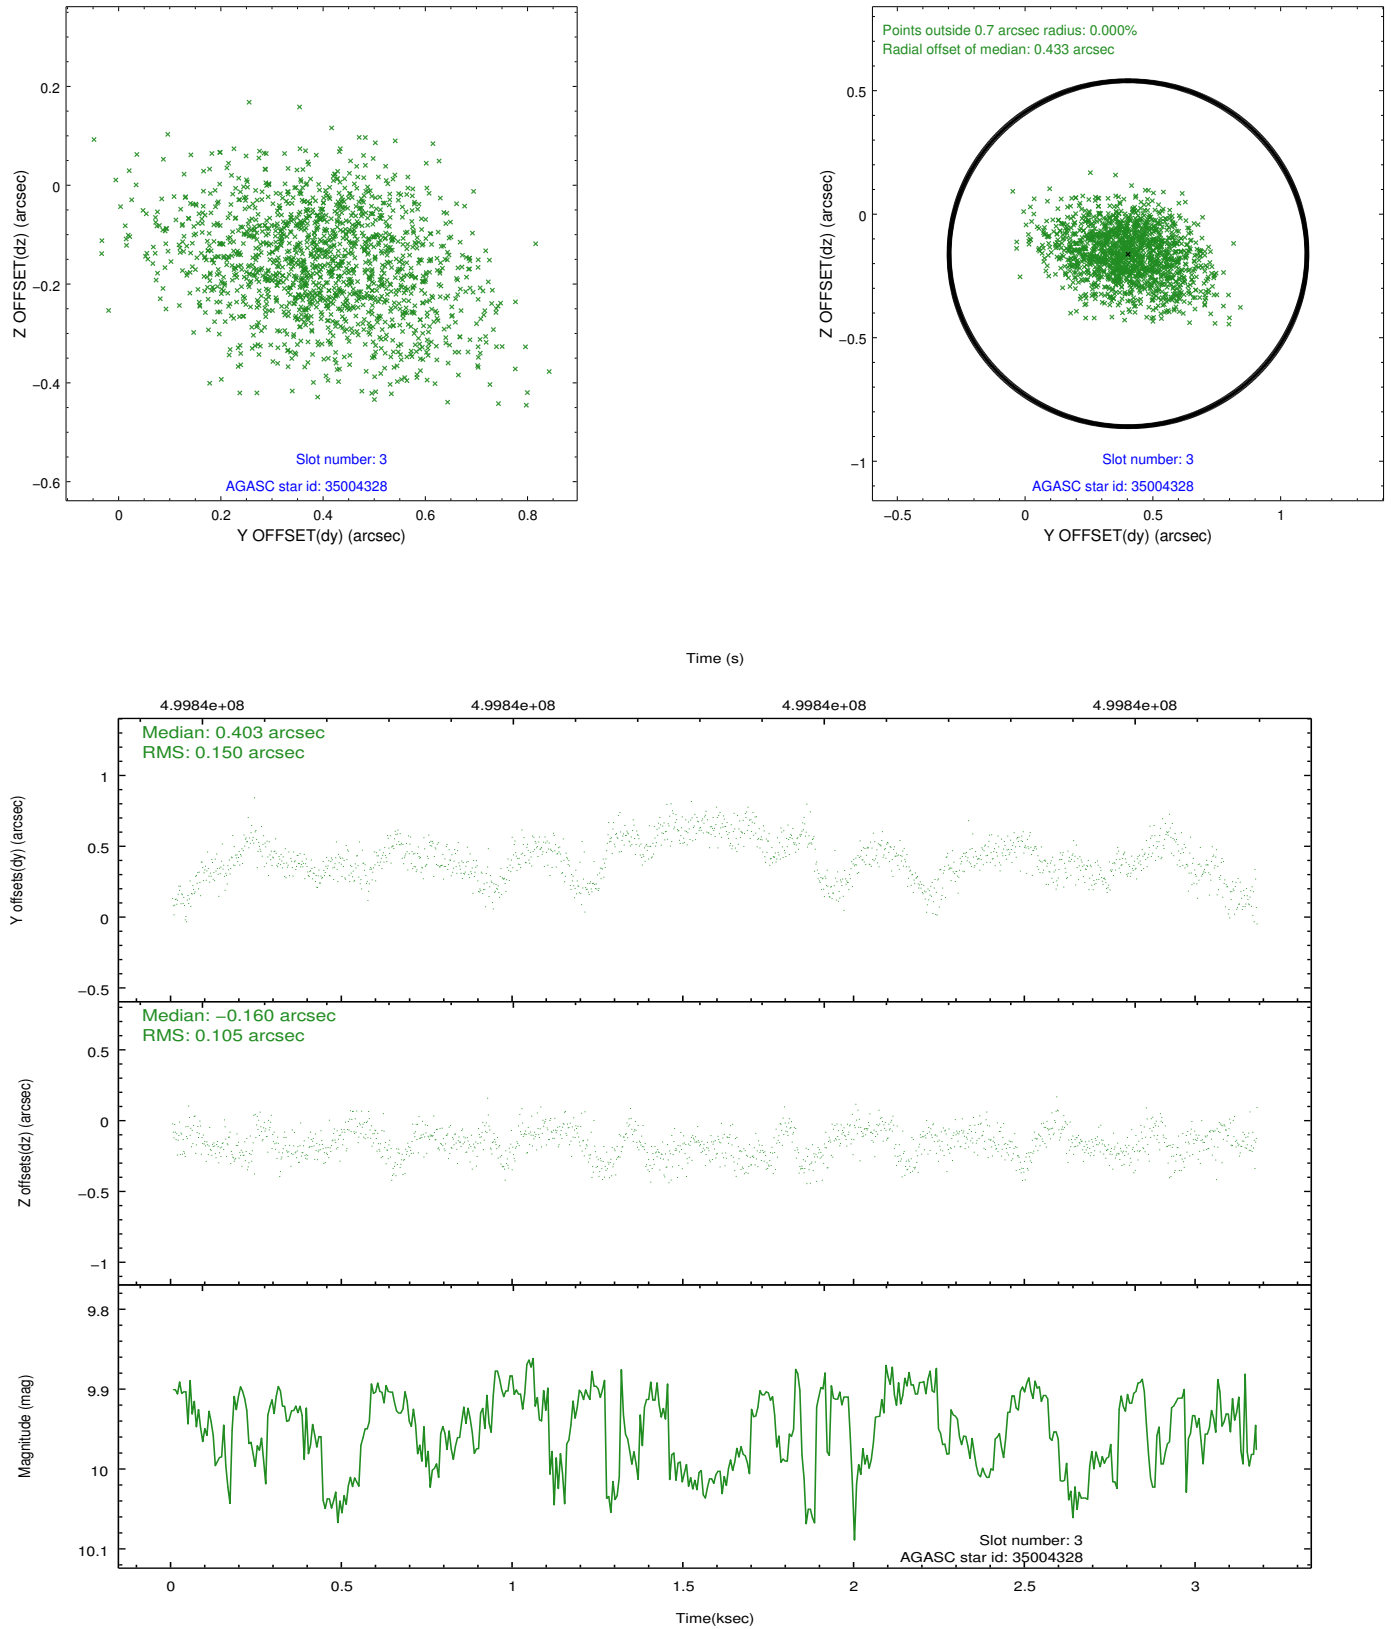 0.2
0
−0.2
−0.4
−0.6
Z OFFSET(dz) (arcsec)
Slot number: 3
AGASC star id: 35004328
0 0.2 0.4 0.6 0.8
Y OFFSET(dy) (arcsec)
Points outside 0.7 arcsec radius: 0.000%
Radial offset of median: 0.433 arcsec
0.5
0
−0.5
−1
Z OFFSET(dz) (arcsec)
Slot number: 3
AGASC star id: 35004328
−0.5 0 0.5 1
Y OFFSET(dy) (arcsec)
Time (s)
4.9984e+08 4.9984e+08 4.9984e+08 4.9984e+08
Median: 0.403 arcsec
RMS: 0.150 arcsec
1
0.5
0
−0.5
Y offsets(dy) (arcsec)
Median: −0.160 arcsec
RMS: 0.105 arcsec
0.5
0
−0.5
−1
Z offsets(dz) (arcsec)
9.8
9.9
10
10.1
Magnitude (mag)
Slot number: 3
AGASC star id: 35004328
0 0.5 1 1.5 2 2.5 3
Time(ksec)